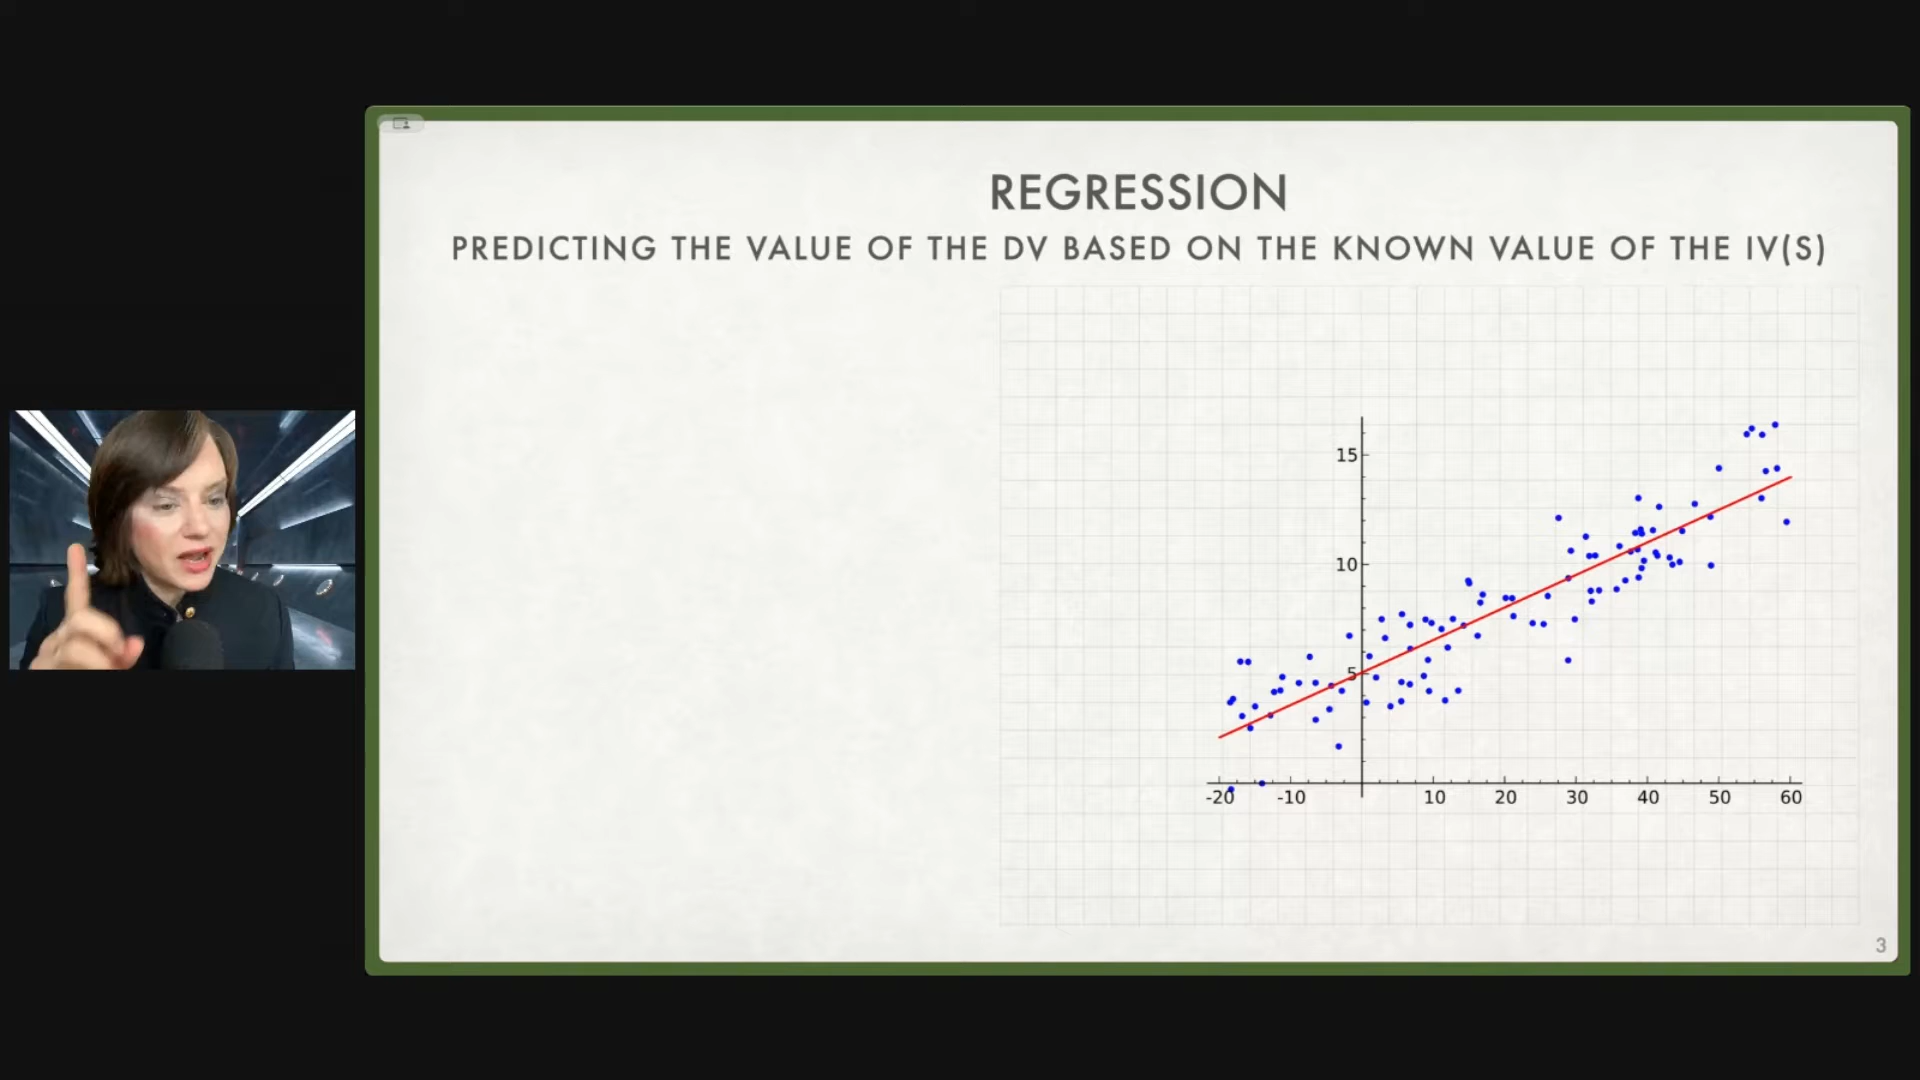 REGRESSION
PREDICTING THE VALUE OF THE DV BASED ON THE KNOWN VALUE OF THE IV(S)
15
10
5
-20 -10 10 20 30 40 50 60
3